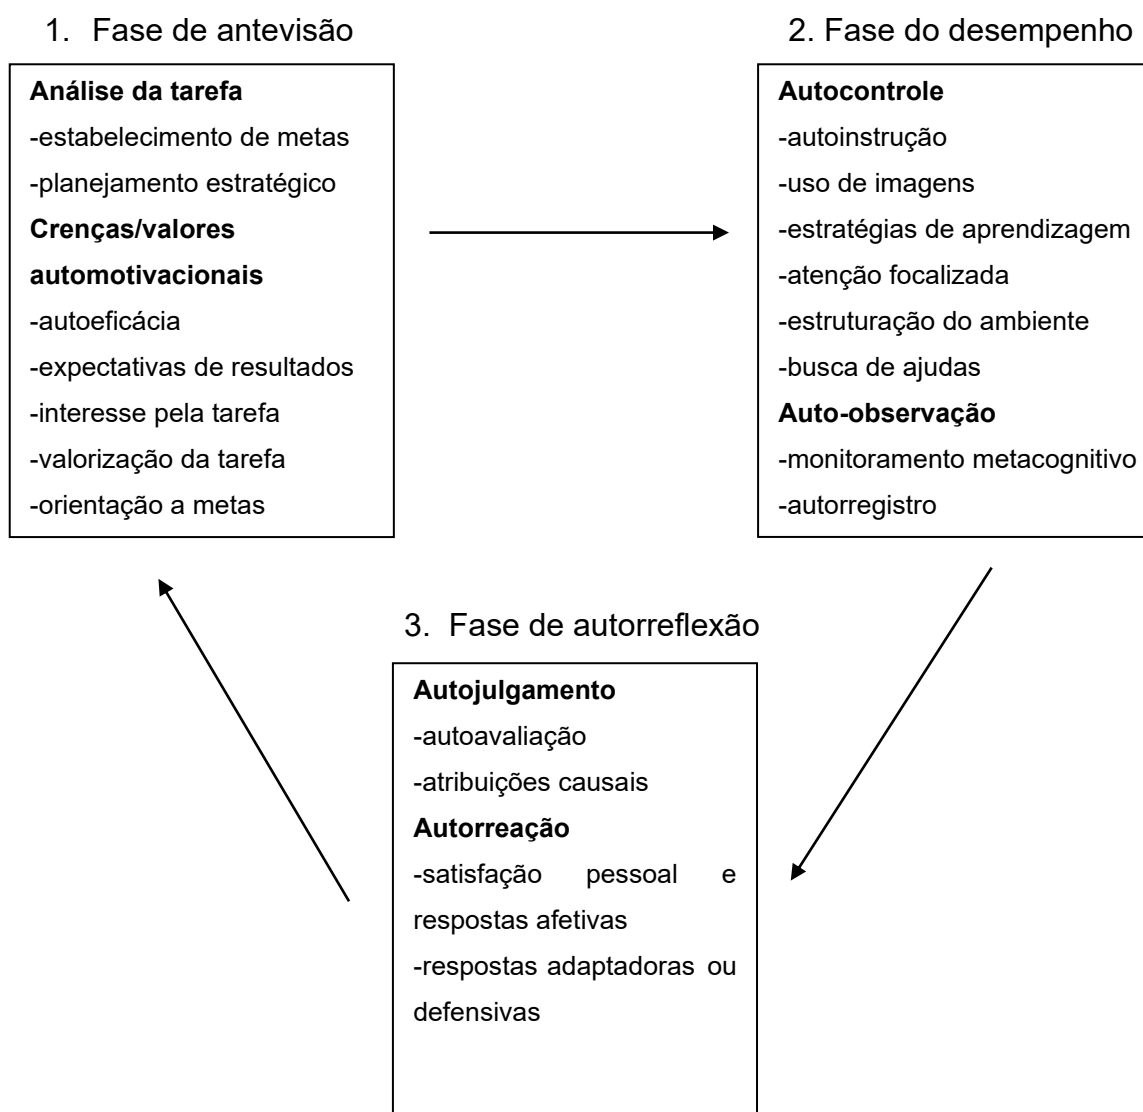 1. Fase de antevisão
Análise da tarefa
-estabelecimento de metas
-planejamento estratégico
Crenças/valores
automotivacionais
-autoeficácia
-expectativas de resultados
-interesse pela tarefa
-valorização da tarefa
-orientação a metas
2. Fase do desempenho
Autocontrole
-autoinstrução
-uso de imagens
-estratégias de aprendizagem
-atenção focalizada
-estruturação do ambiente
-busca de ajudas
Auto-observação
-monitoramento metacognitivo
-autorregistro
3. Fase de autorreflexão
Autojulgamento
-autoavaliação
-atribuições causais
Autorreação
-satisfação pessoal e
respostas afetivas
-respostas adaptadoras ou
defensivas